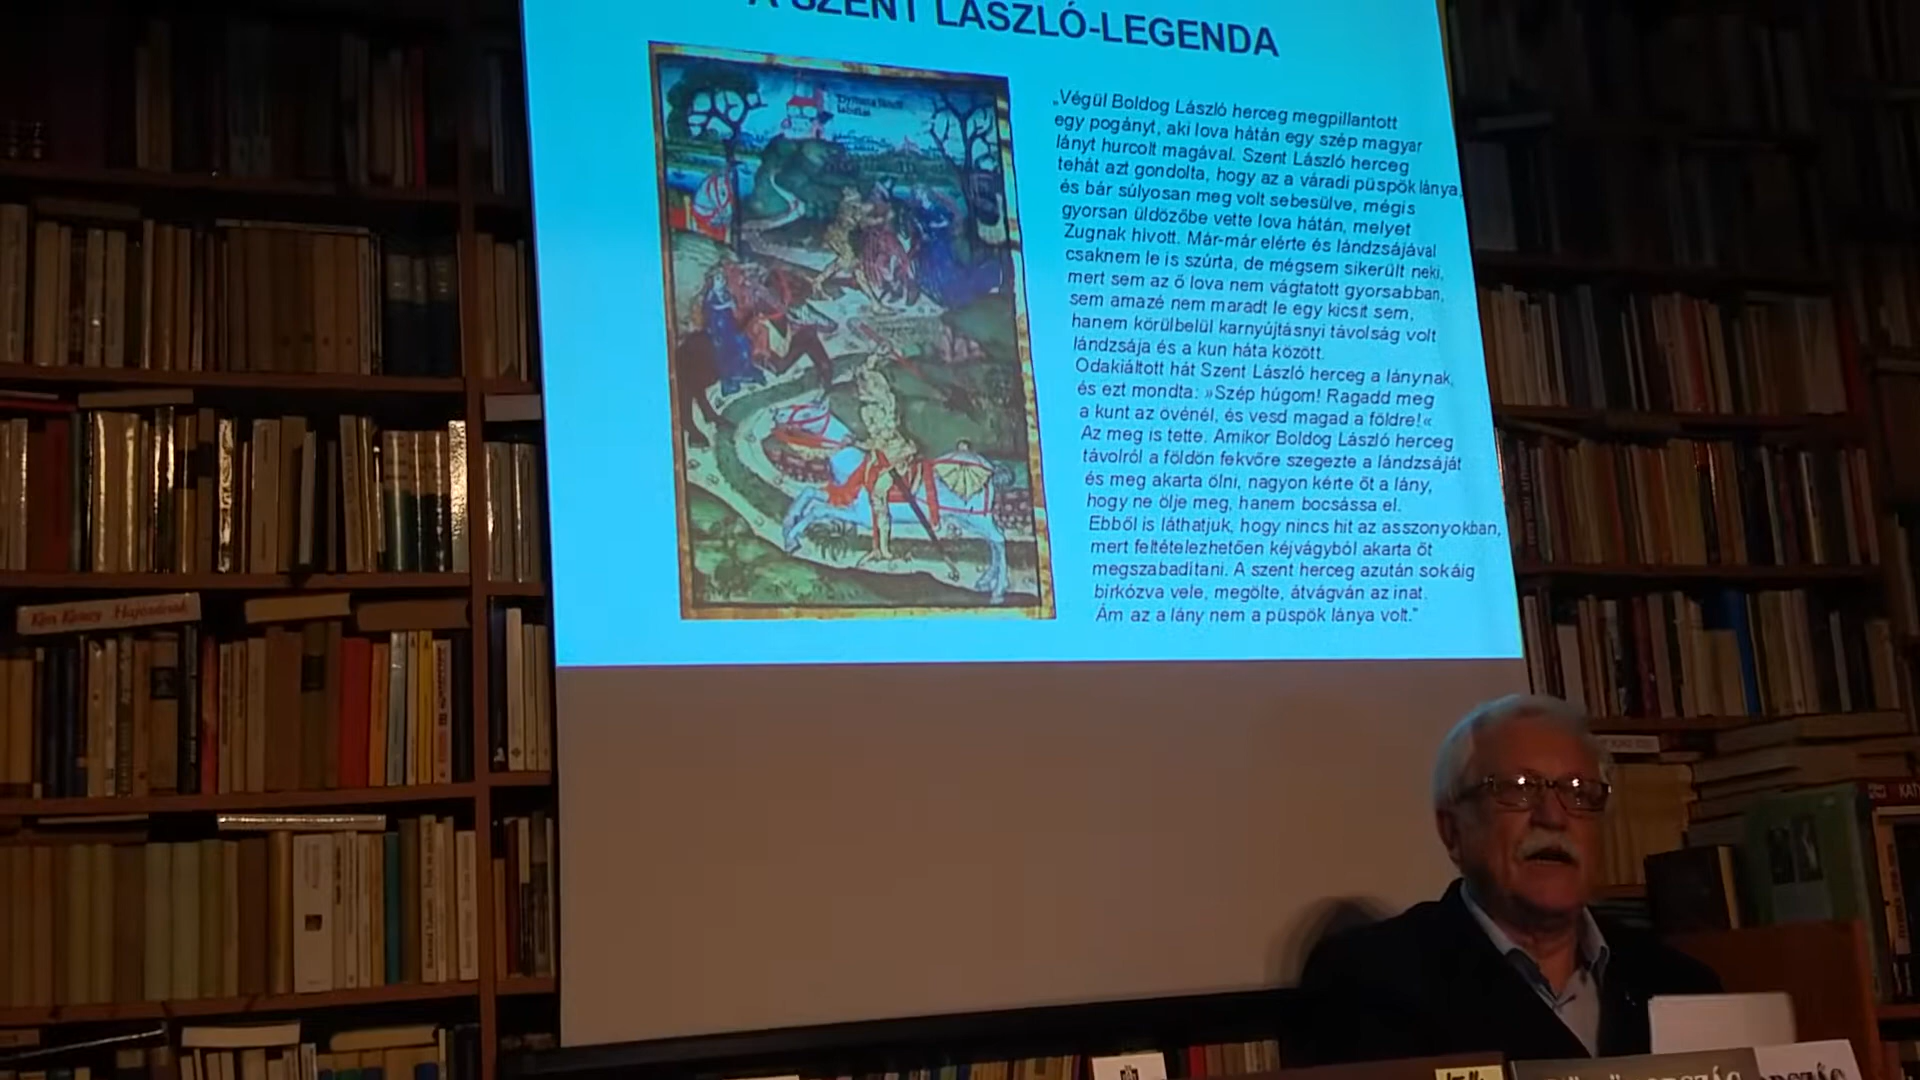 A SZENT LÁSZLÓ-LEGENDA
„Végül Boldog László herceg megpillantott
egy pogányt, aki lova hátán egy szép magyar
lányt hurcolt magával. Szent László herceg
tehát azt gondolta, hogy az a váradi püspök lánya,
és bár súlyosan meg volt sebesülve, mégis
gyorsan üldözőbe vette lova hátán, melyet
Zugnak hívott. Már-már elérte és lándzsájával
csaknem le is szúrta, de mégsem sikerült neki,
mert sem az ő lova nem vágtatott gyorsabban,
sem amazé nem maradt le egy kicsit sem,
hanem körülbelül karnyújtásnyi távolság volt
lándzsája és a kun háta között.
Odakiáltott hát Szent László herceg a lánynak,
és ezt mondta: »Szép húgom! Ragadd meg
a kunt az övénél, és vesd magad a földre!«
Az meg is tette. Amikor Boldog László herceg
távolról a földön fekvőre szegezte a lándzsáját
és meg akarta ölni, nagyon kérte őt a lány,
hogy ne ölje meg, hanem bocsássa el.
Ebből is láthatjuk, hogy nincs hit az asszonyokban,
mert feltételezhetően kéjvágyból akarta őt
megszabadítani. A szent herceg azután sokáig
birkózva vele, megölte, átvágván az inat.
Ám az a lány nem a püspök lánya volt.”